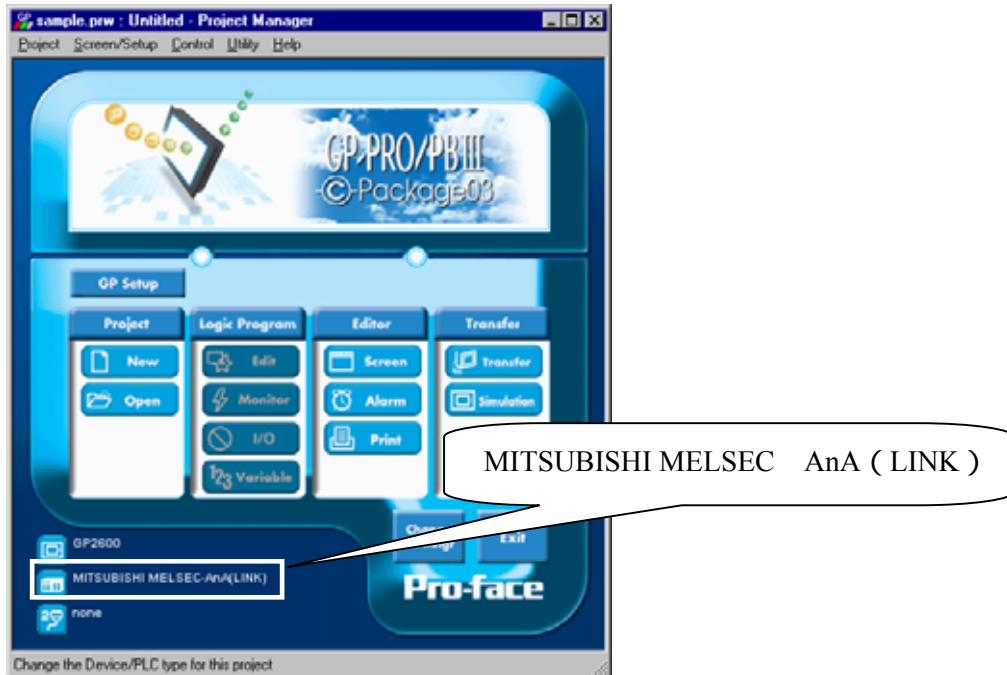 sample.prw : Untitled - Project Manager
Project Screen/Setup Control Utility Help
GP-PRO/PBIII
-C-Package03
GP Setup
Project Logic Program Editor Transfer
New Edit Screen Transfer
Open Monitor Alarm Simulation
I/O Print
123 Variable
MITSUBISHI MELSEC AnA ( LINK )
GP2600 Exit
MITSUBISHI MELSEC-AnA(LINK)
Pro-face
none
Change the Device/PLC type for this project